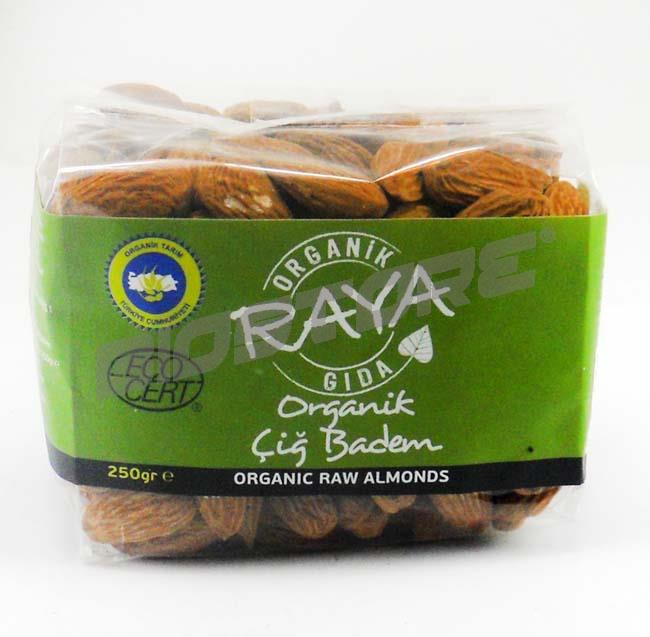 ORGANİK TARIM
TÜRKİYE CUMHURİYETİ
ORGANİK
RAYA
GIDA
ECO
CERT
®
Organik
Çiğ Badem
250gr e
ORGANIC RAW ALMONDS